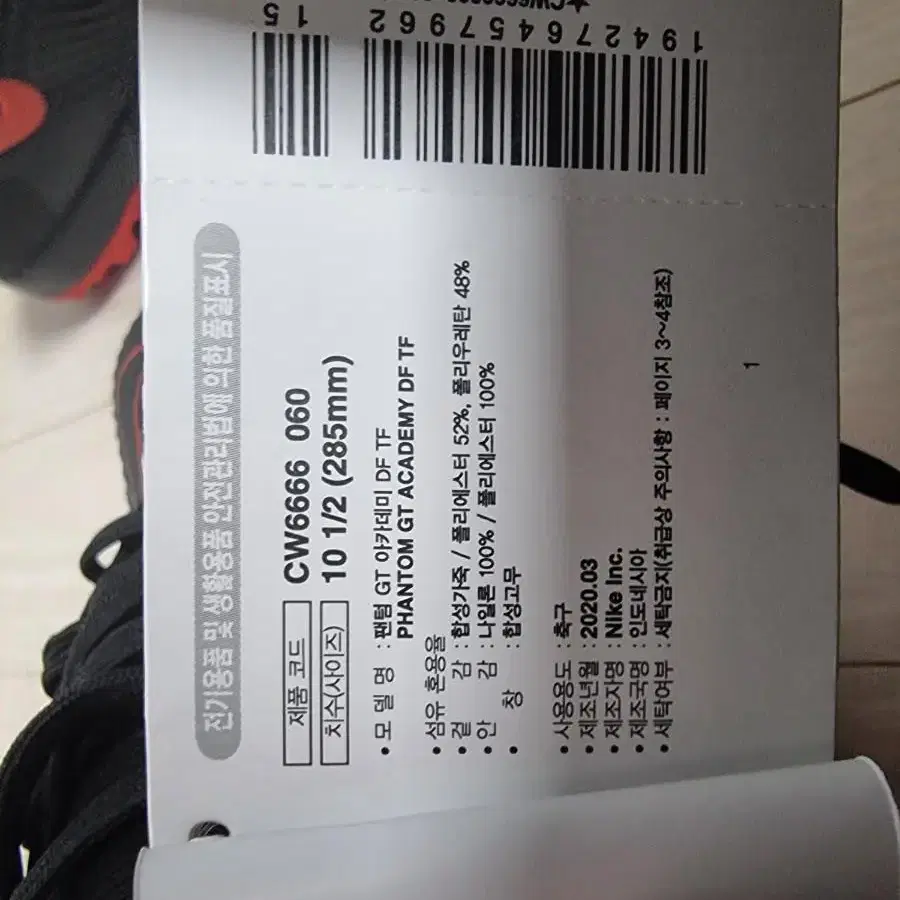 전기용품 및 생활용품 안전관리법에 의한 품질표시
제품 코드 CW6666 060
치수(사이즈) 10 1/2 (285mm)
• 모 델 명 : 팬텀 GT 아카데미 DF TF
PHANTOM GT ACADEMY DF TF
• 섬유 혼용율
• 겉 감 : 합성가죽 / 폴리에스터 52%, 폴리우레탄 48%
• 안 감 : 나일론 100% / 폴리에스터 100%
• 창 : 합성고무
• 사용용도 : 축구
• 제조년월 : 2020.03
• 제조자명 : Nike Inc.
• 제조국명 : 인도네시아
• 세탁여부 : 세탁금지(취급상 주의사항 : 페이지 3~4참조)
1
194276457962 15